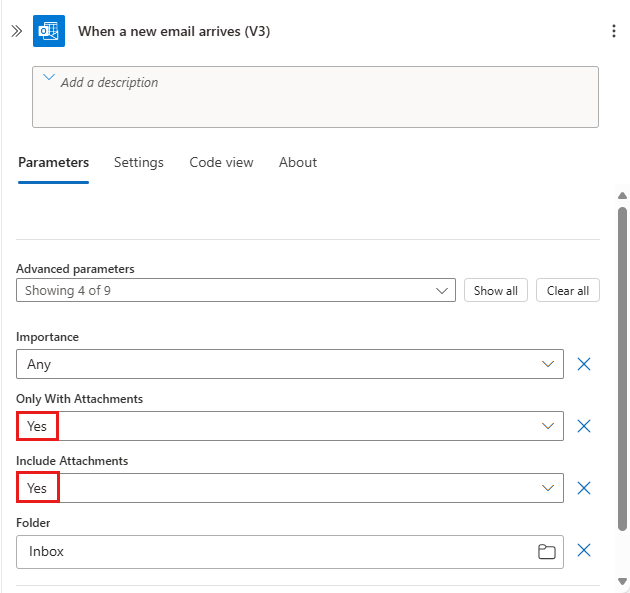 When a new email arrives (V3)
Add a description
Parameters Settings Code view About
Advanced parameters
Showing 4 of 9 Show all Clear all
Importance
Any
Only With Attachments
Yes
Include Attachments
Yes
Folder
Inbox